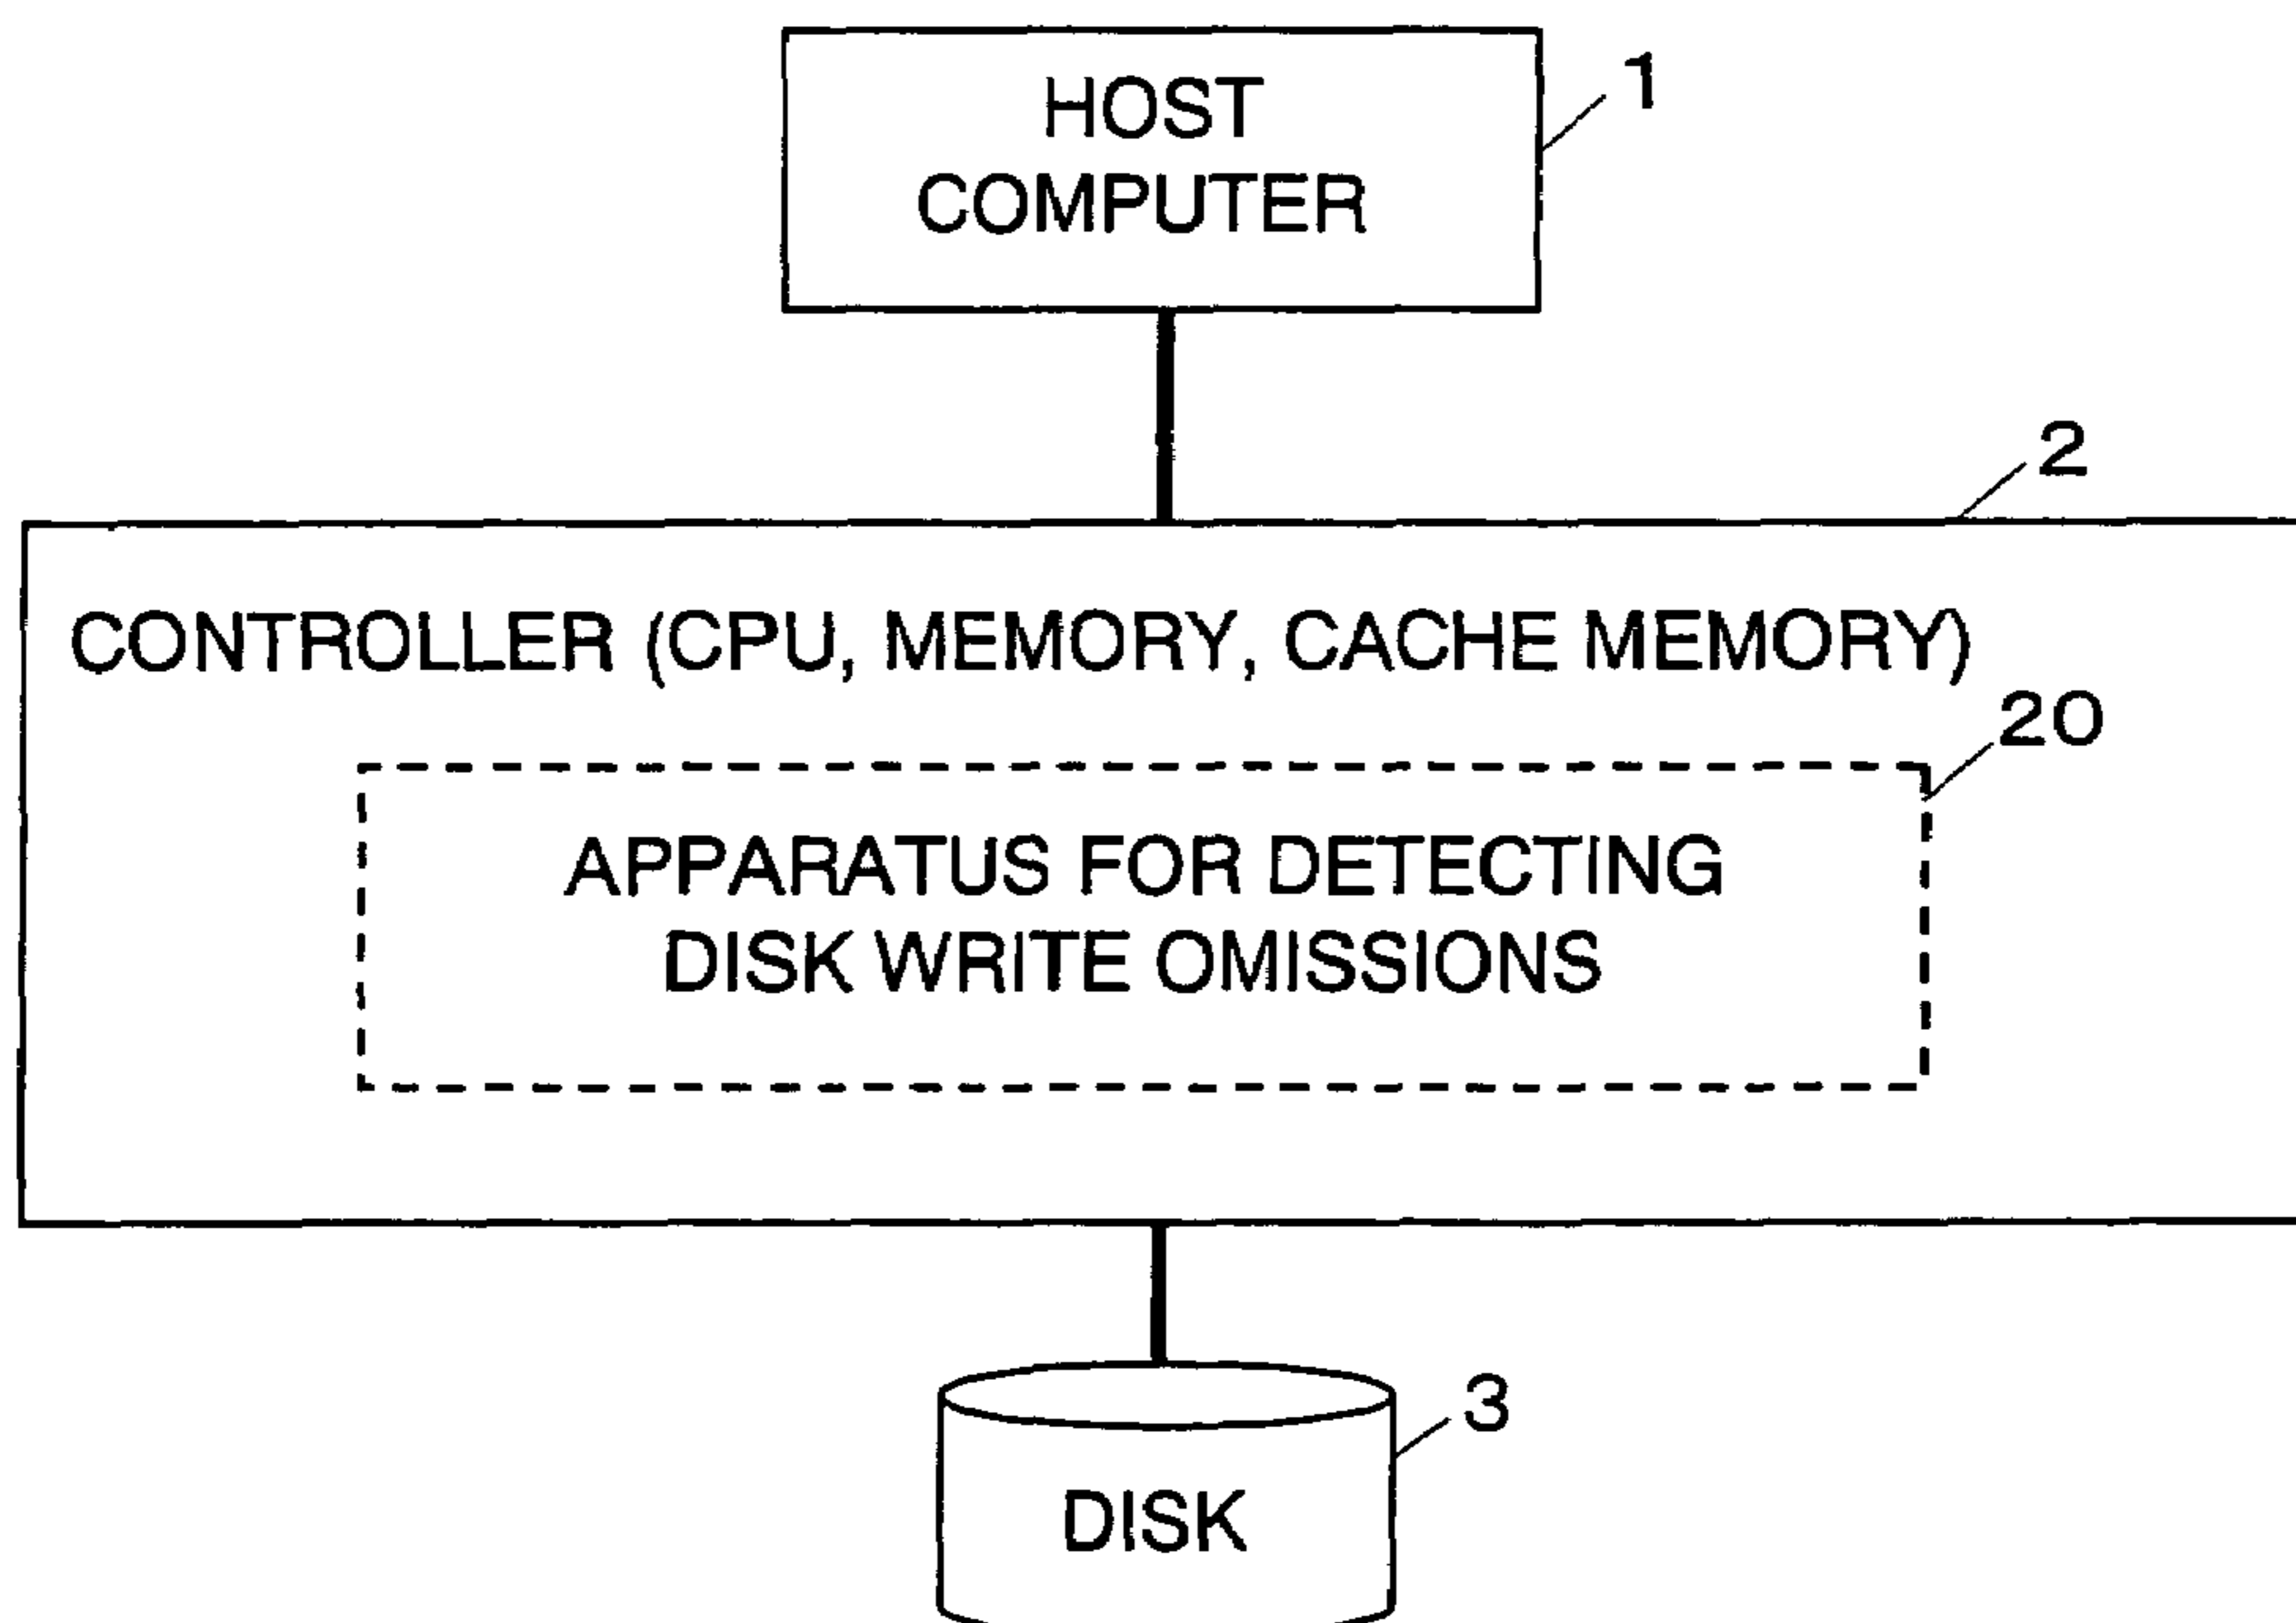 HOST
COMPUTER
1
2
CONTROLLER (CPU, MEMORY, CACHE MEMORY)
20
APPARATUS FOR DETECTING
DISK WRITE OMISSIONS
3
DISK